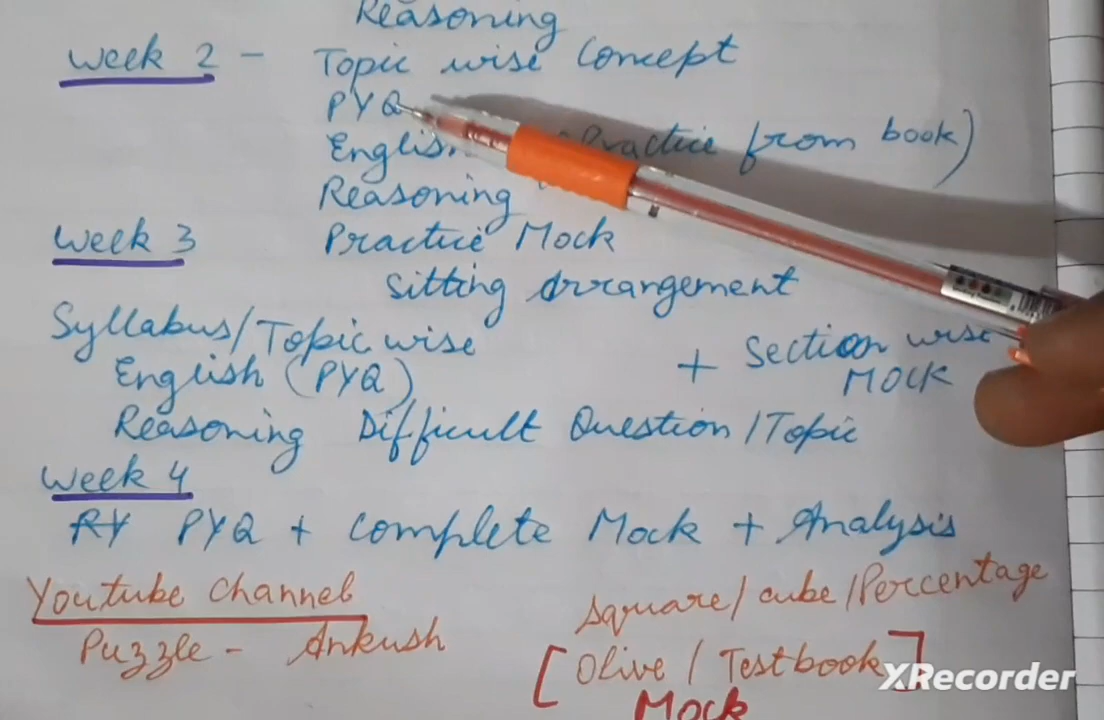 Reasoning
Week 2 - Topic wise Concept
PYQ
English Practice from book)
Reasoning
Week 3 Practice Mock
Sitting Arrangement
Syllabus/Topic wise
+ Section wise
English (PYQ) MOCK
Reasoning Difficult Question/Topic
Week 4
RY PYQ + Complete Mock + Analysis
Youtube Channel
Square/cube/Percentage
Puzzle - Ankush
[Olive/Testbook]
Mock
XRecorder